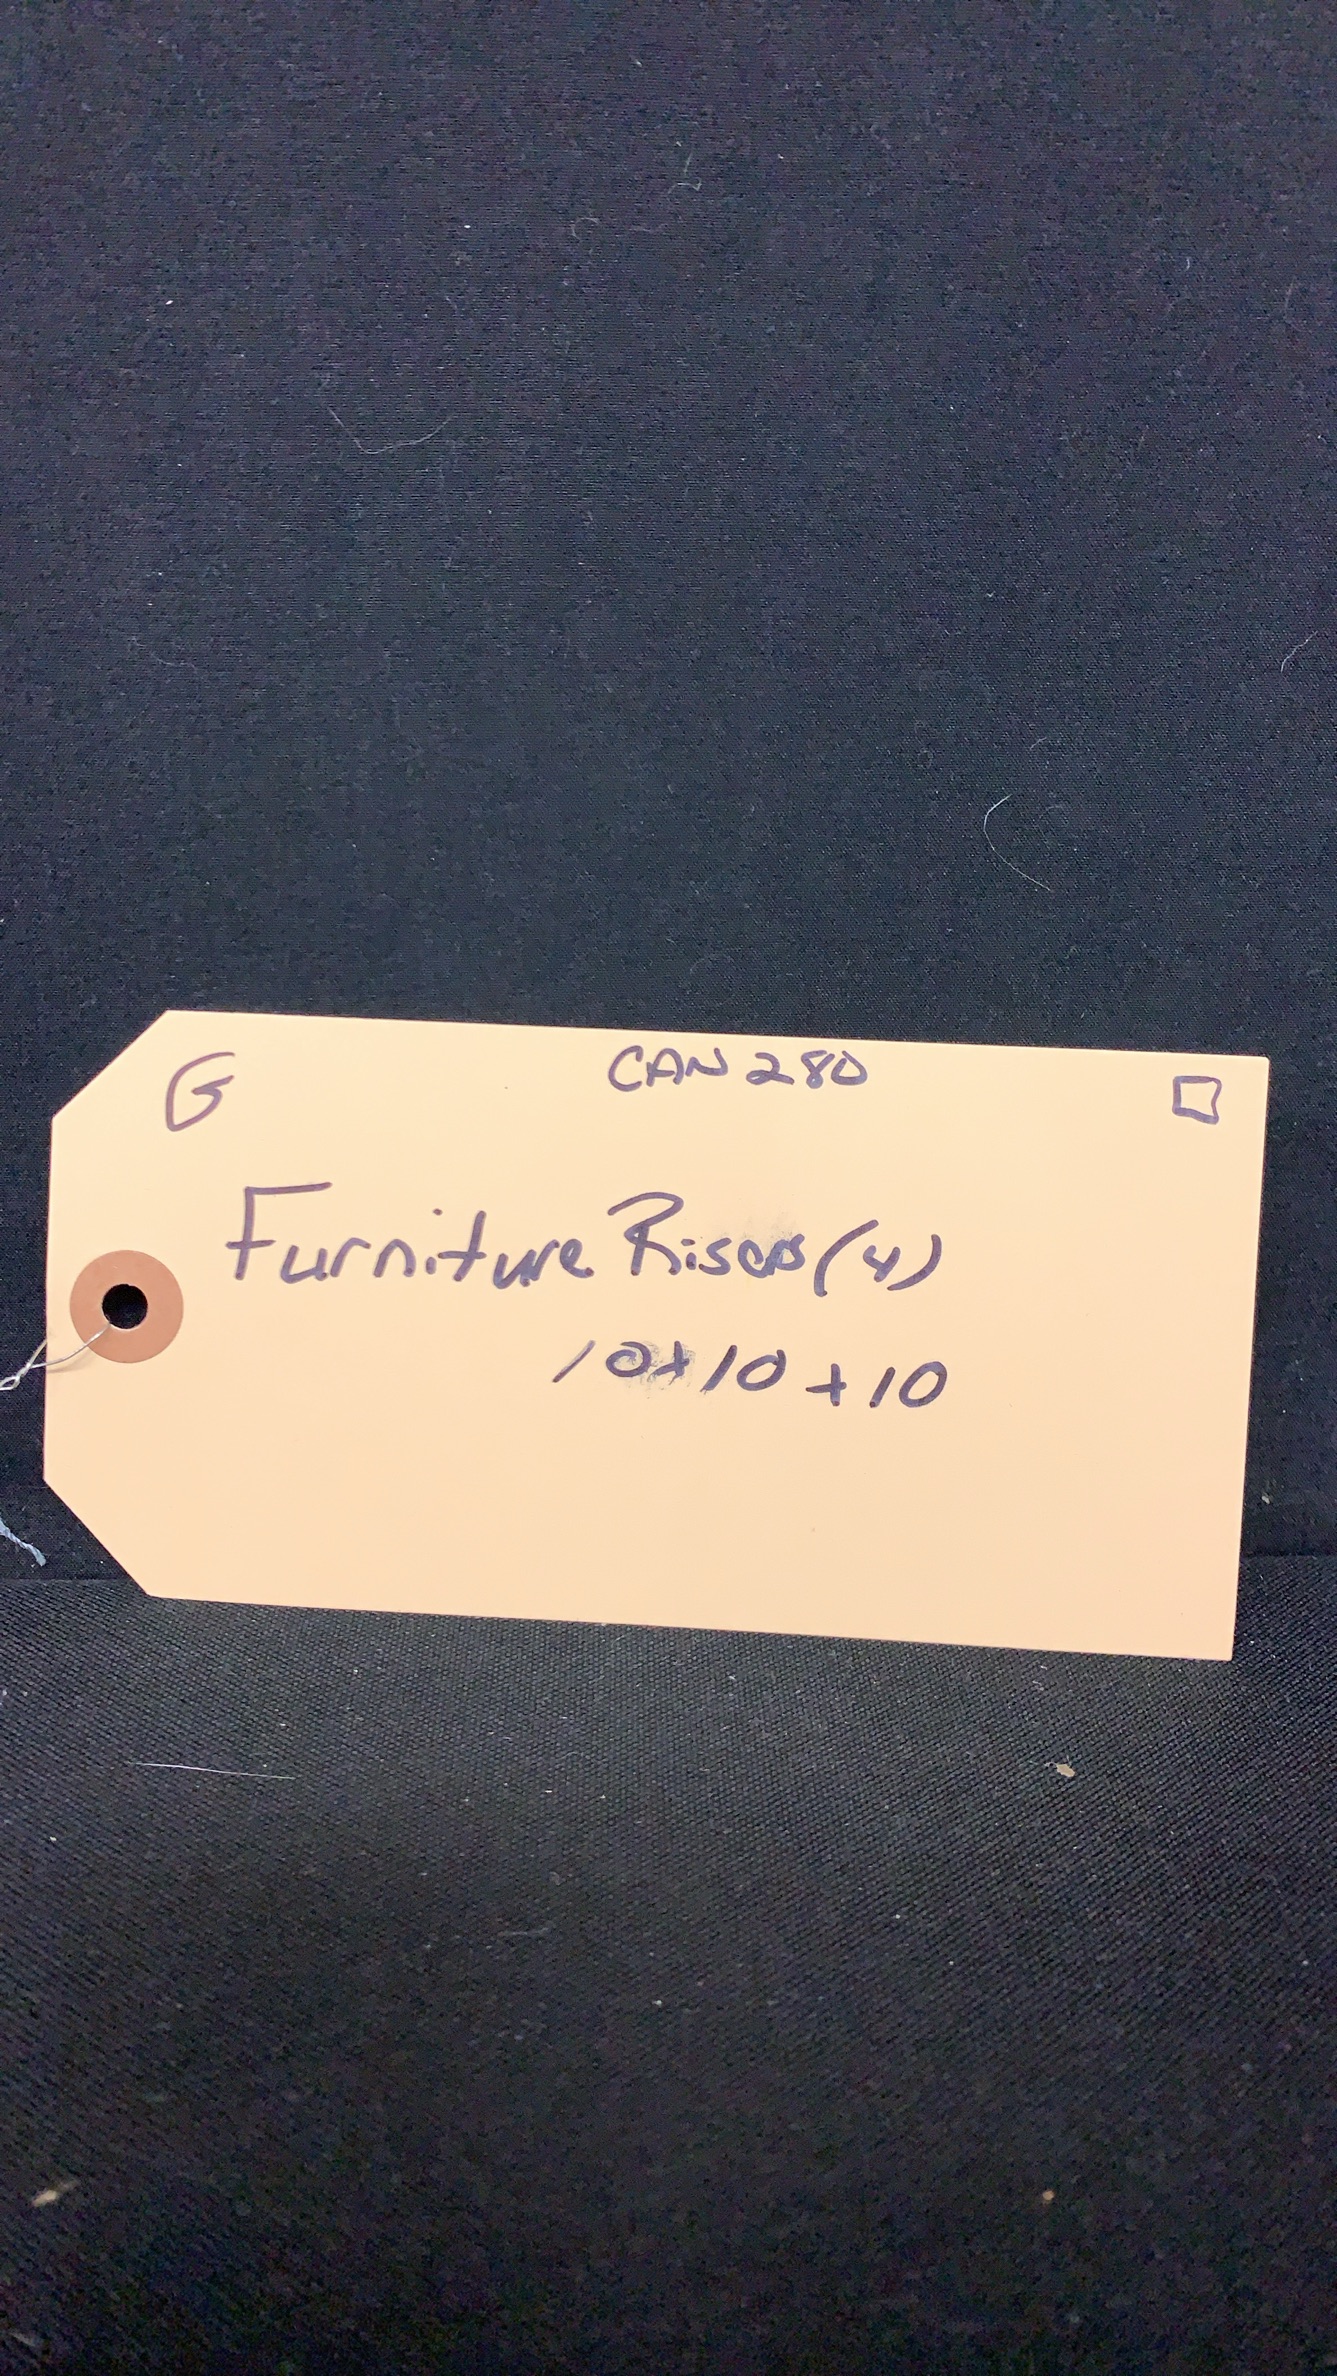 G CAN 280 □
Furniture Risers (4)
10x10x10